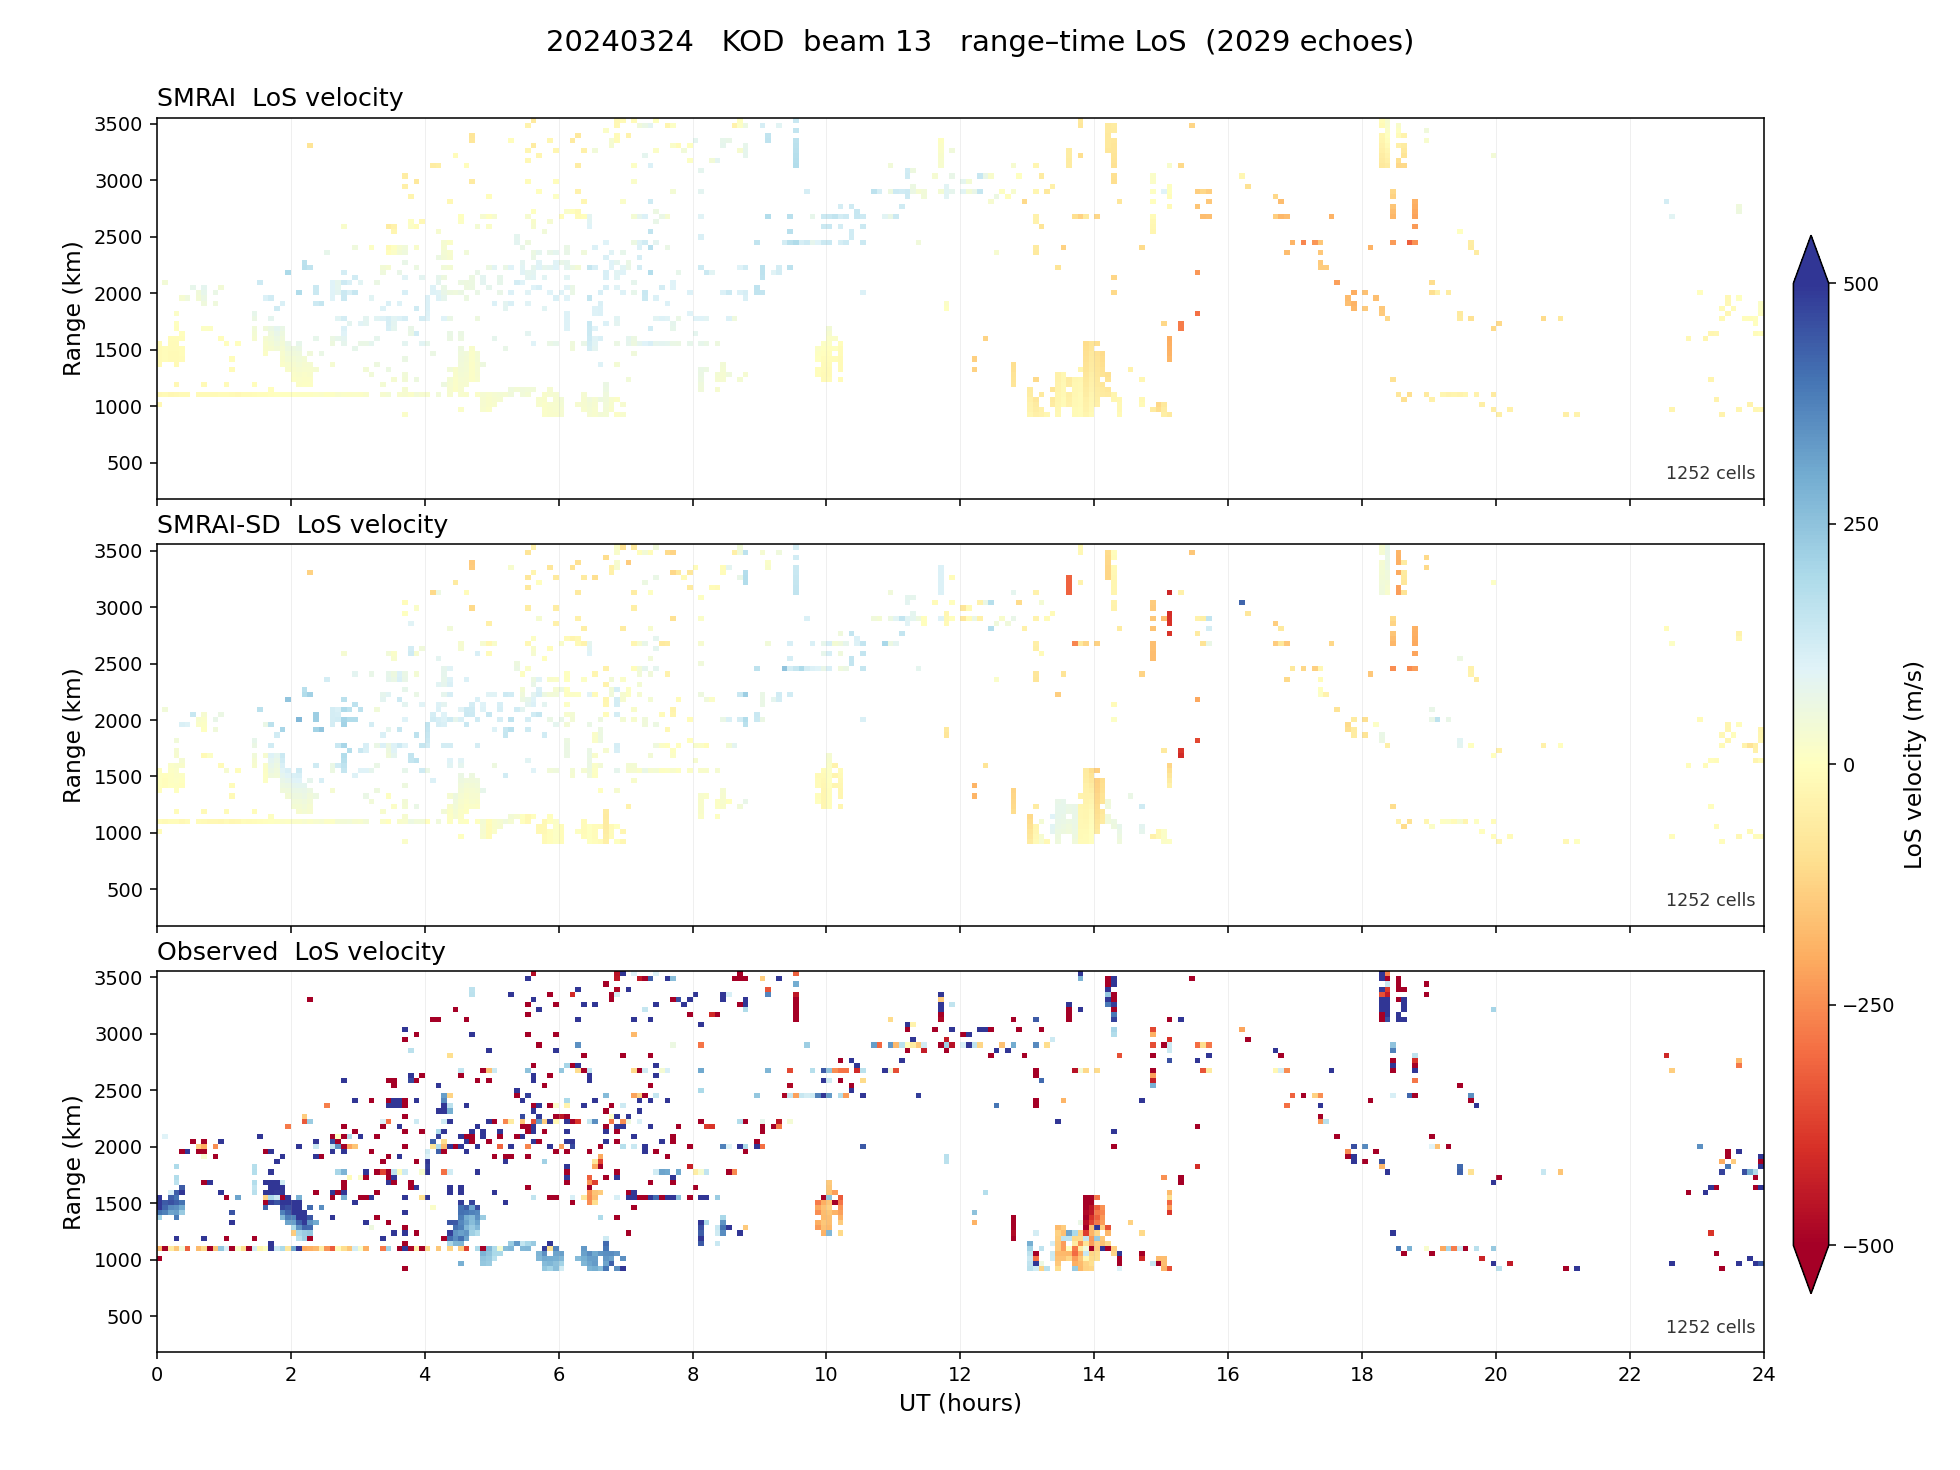 20240324   KOD  beam 13   range–time LoS  (2029 echoes)
SMRAI  LoS velocity
3500
3000
2500
2000
1500
1000
500
Range (km)
1252 cells
SMRAI-SD  LoS velocity
3500
3000
2500
2000
1500
1000
500
Range (km)
1252 cells
Observed  LoS velocity
3500
3000
2500
2000
1500
1000
500
Range (km)
1252 cells
0 2 4 6 8 10 12 14 16 18 20 22 24
UT (hours)
500
250
0
−250
−500
LoS velocity (m/s)